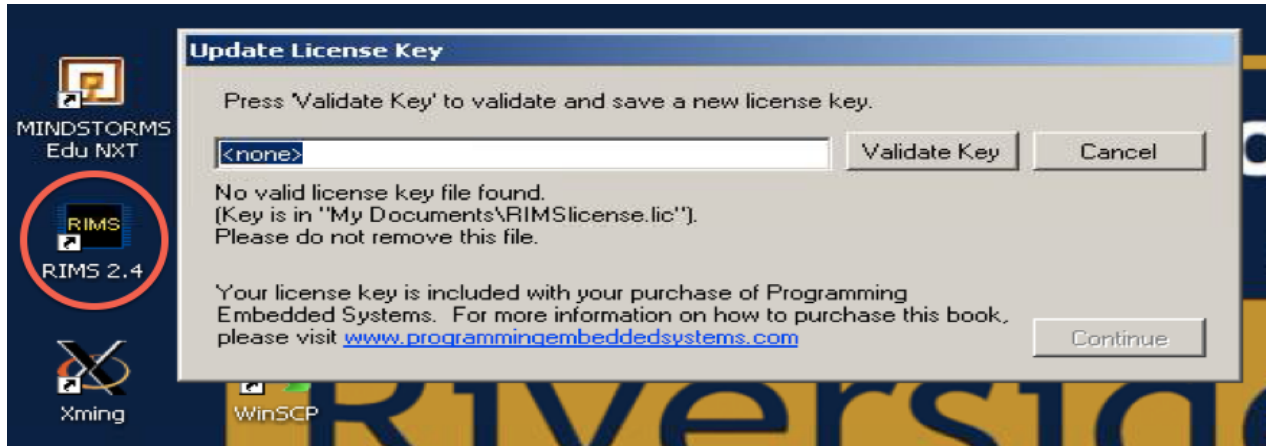 Update License Key
Press 'Validate Key' to validate and save a new license key.
MINDSTORMS
Edu NXT
<none>
Validate Key
Cancel
No valid license key file found.
(Key is in "My Documents\RIMSlicense.lic").
Please do not remove this file.
RIMS
RIMS 2.4
Your license key is included with your purchase of Programming
Embedded Systems. For more information on how to purchase this book,
please visit www.programmingembeddedsystems.com
Continue
Xming
WinSCP
Riversid